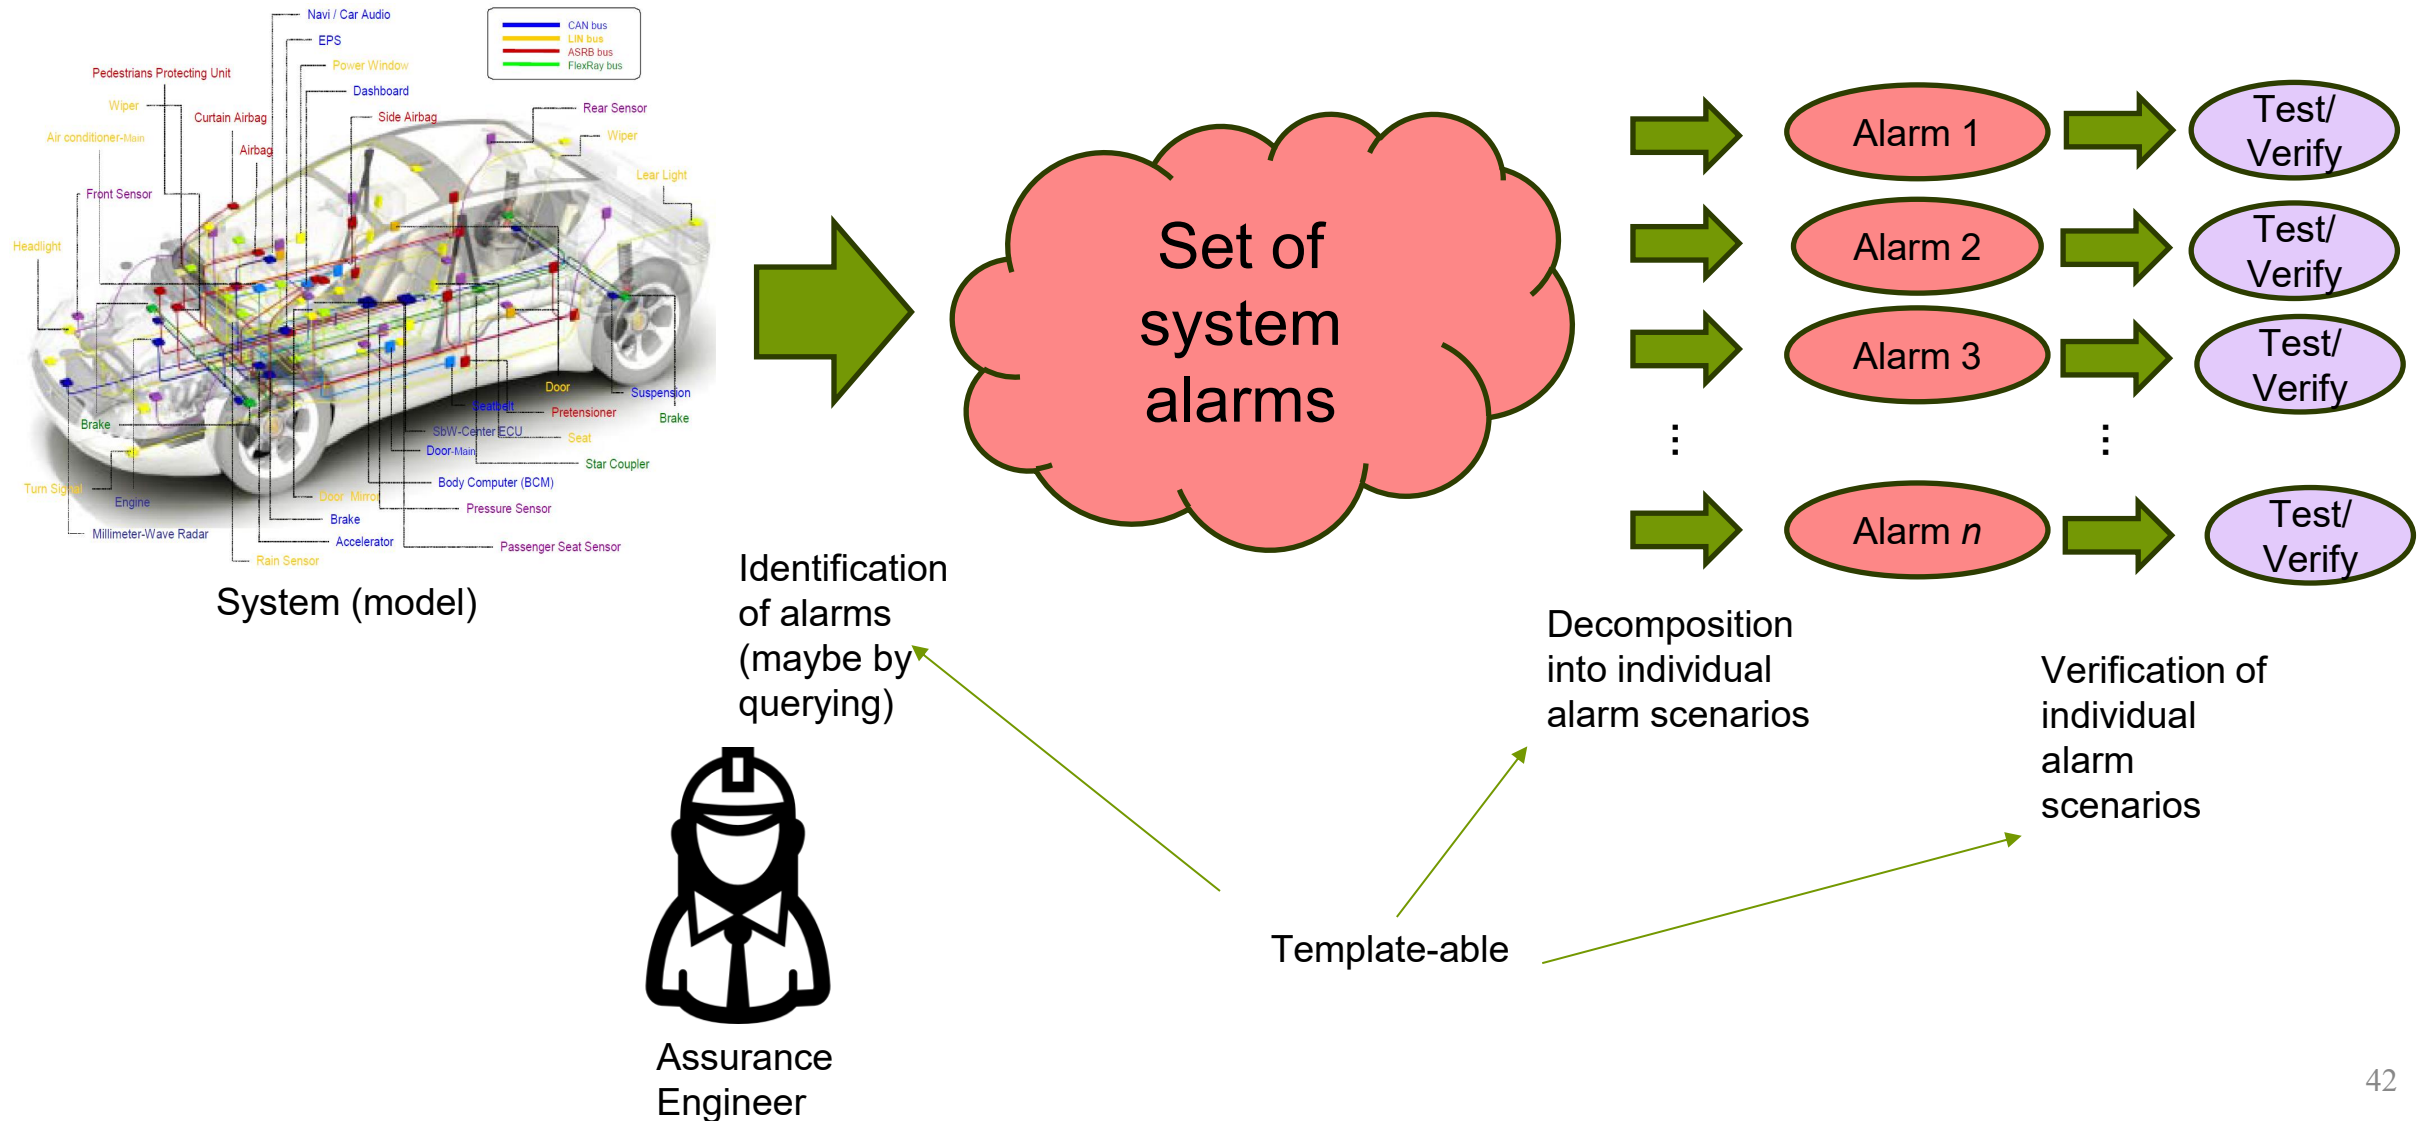 Navi / Car Audio
EPS
Power Window
Dashboard
CAN bus
LIN bus
ASRB bus
FlexRay bus
Pedestrians Protecting Unit
Wiper
Curtain Airbag
Side Airbag
Rear Sensor
Air conditioner-Main
Airbag
Wiper
Lear Light
Front Sensor
Headlight
Door
Suspension
Seatbelt
Pretensioner
Brake
Brake
SbW-Center ECU
Seat
Door-Main
Star Coupler
Turn Signal
Engine
Door Mirror
Body Computer (BCM)
Pressure Sensor
Brake
Millimeter-Wave Radar
Accelerator
Passenger Seat Sensor
Rain Sensor
System (model)
Identification
of alarms
(maybe by
querying)
Set of
system
alarms
Alarm 1
Test/
Verify
Alarm 2
Test/
Verify
Alarm 3
Test/
Verify
⋮
⋮
Alarm n
Test/
Verify
Decomposition
into individual
alarm scenarios
Verification of
individual
alarm
scenarios
Template-able
Assurance
Engineer
42